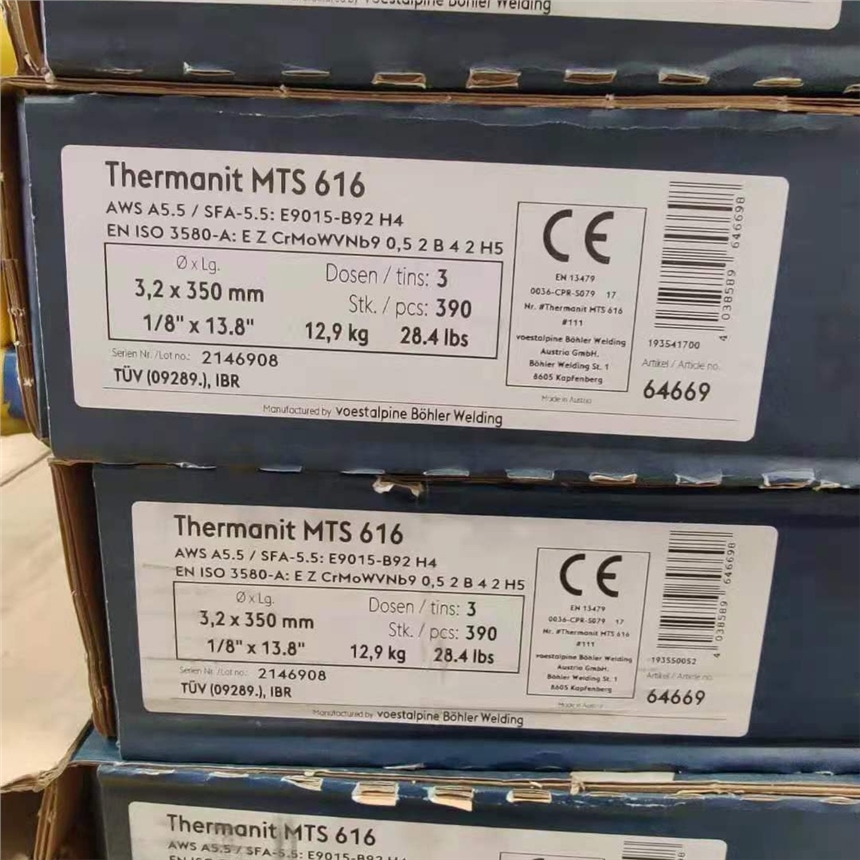 voestalpine Böhler Welding
Thermanit MTS 616
AWS A5.5 / SFA-5.5: E9015-B92 H4
EN ISO 3580-A: E Z CrMoWVNb9 0,5 2 B 4 2 H5
Ø x Lg.
3,2 x 350 mm
1/8" x 13.8"
Dosen / tins: 3
Stk. / pcs: 390
12,9 kg 28.4 lbs
Serien Nr. /Lot no.: 2146908
TÜV (09289.), IBR
Manufactured by voestalpine Böhler Welding
CE
EN 13479
0036-CPR-S079 17
Nr. #Thermanit MTS 616
#111
voestalpine Böhler Welding
Austria GmbH.
Böhler Welding St. 1
8605 Kapfenberg
Made in Austria
4 038589 646698
193541700
Artikel / Article no.
64669
Thermanit MTS 616
AWS A5.5 / SFA-5.5: E9015-B92 H4
EN ISO 3580-A: E Z CrMoWVNb9 0,5 2 B 4 2 H5
Ø x Lg.
3,2 x 350 mm
1/8" x 13.8"
Dosen / tins: 3
Stk. / pcs: 390
12,9 kg 28.4 lbs
Serien Nr. /Lot no.: 2146908
TÜV (09289.), IBR
Manufactured by voestalpine Böhler Welding
CE
EN 13479
0036-CPR-S079 17
Nr. #Thermanit MTS 616
#111
voestalpine Böhler Welding
Austria GmbH.
Böhler Welding St. 1
8605 Kapfenberg
Made in Austria
4 038589 646698
193550052
Artikel / Article no.
64669
Thermanit MTS 616
AWS A5.5 / SFA-5.5: E9015-B92 H4